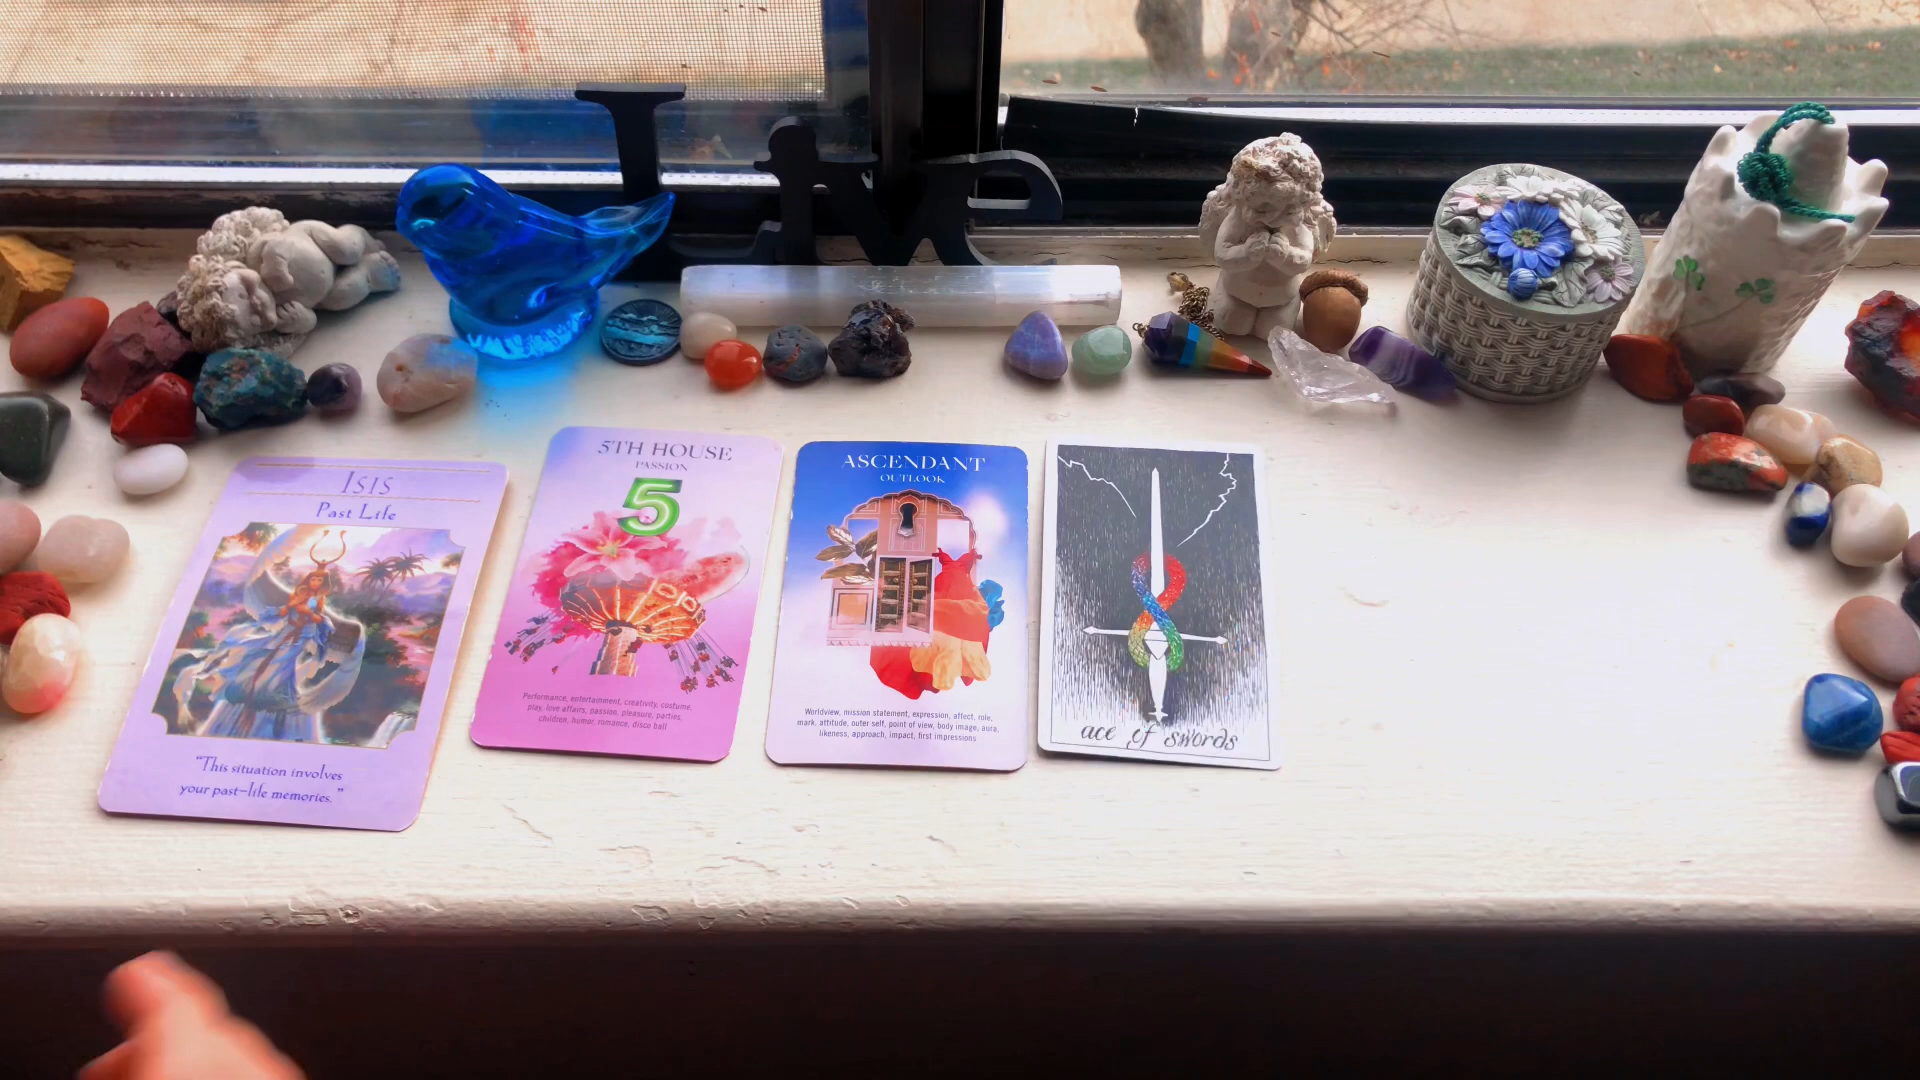 Live
ISIS
Past Life
"This situation involves
your past-life memories."
5TH HOUSE
PASSION
5
Performance, entertainment, creativity, costume,
play, love affairs, passion, pleasure, parties,
children, humor, romance, disco ball
ASCENDANT
OUTLOOK
Worldview, mission statement, expression, affect, role,
mark, attitude, outer self, point of view, body image, aura,
likeness, approach, impact, first impressions
ace of swords